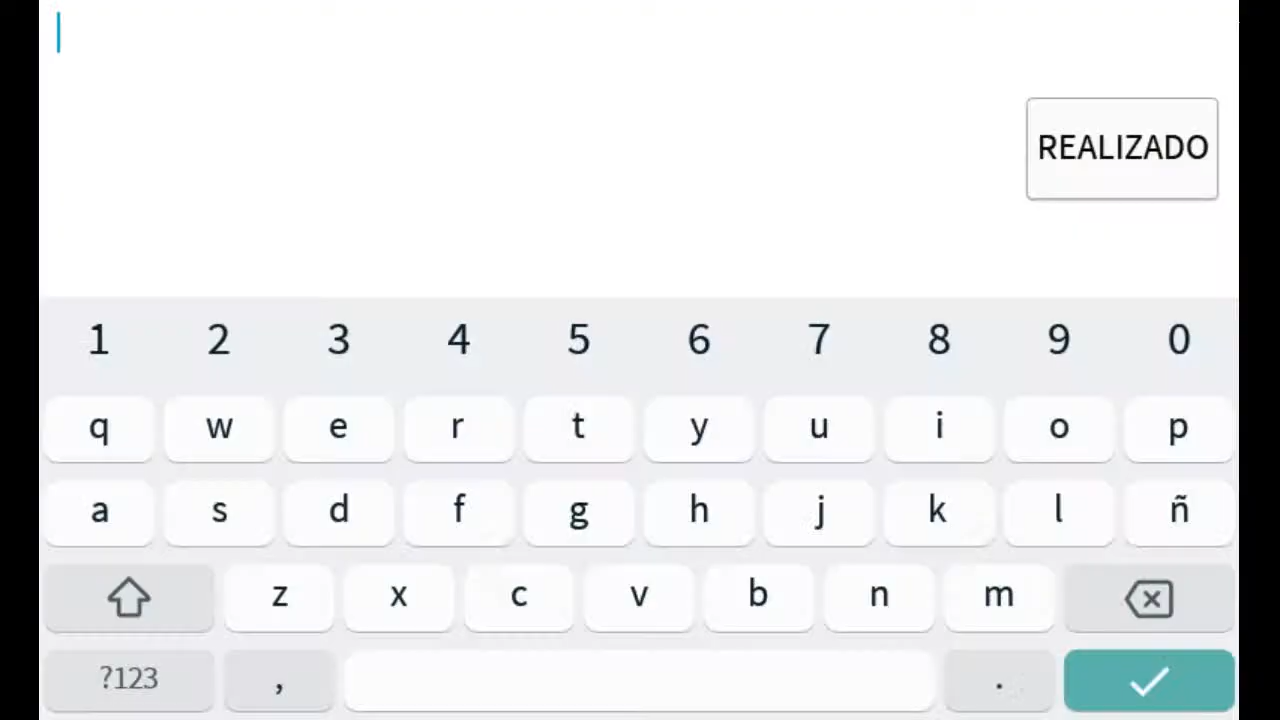 REALIZADO
1 2 3 4 5 6 7 8 9 0
q w e r t y u i o p
a s d f g h j k l ñ
z x c v b n m
?123 , .